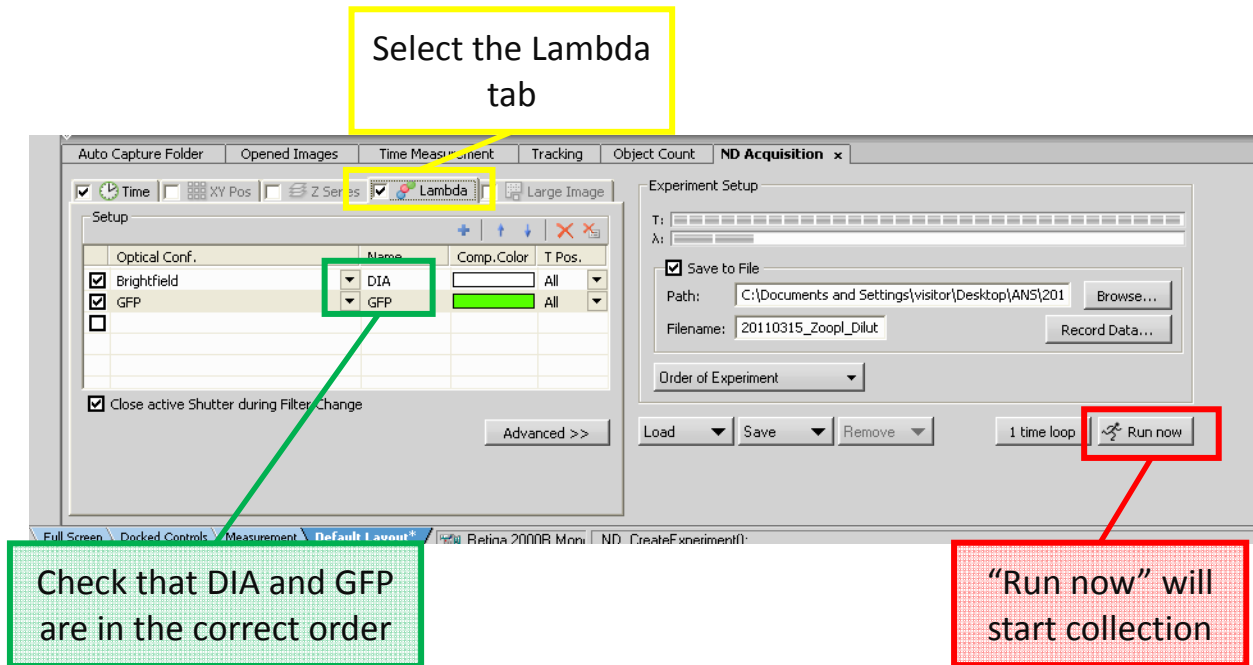 Select the Lambda
tab
Auto Capture Folder Opened Images Time Measurement Tracking Object Count ND Acquisition x
Time XY Pos Z Series Lambda Large Image
Setup
Optical Conf. Name Comp.Color T Pos.
Brightfield DIA All
GFP GFP All
Close active Shutter during Filter Change
Advanced >>
Experiment Setup
T:
λ:
Save to File
Path: C:\Documents and Settings\visitor\Desktop\ANS\201 Browse...
Filename: 20110315_Zoopl_Dilut Record Data...
Order of Experiment
Load Save Remove 1 time loop Run now
Full Screen Docked Controls Measurement Default Layout* Retiga 2000R ND_CreateExperiment();
Check that DIA and GFP
are in the correct order
“Run now” will
start collection